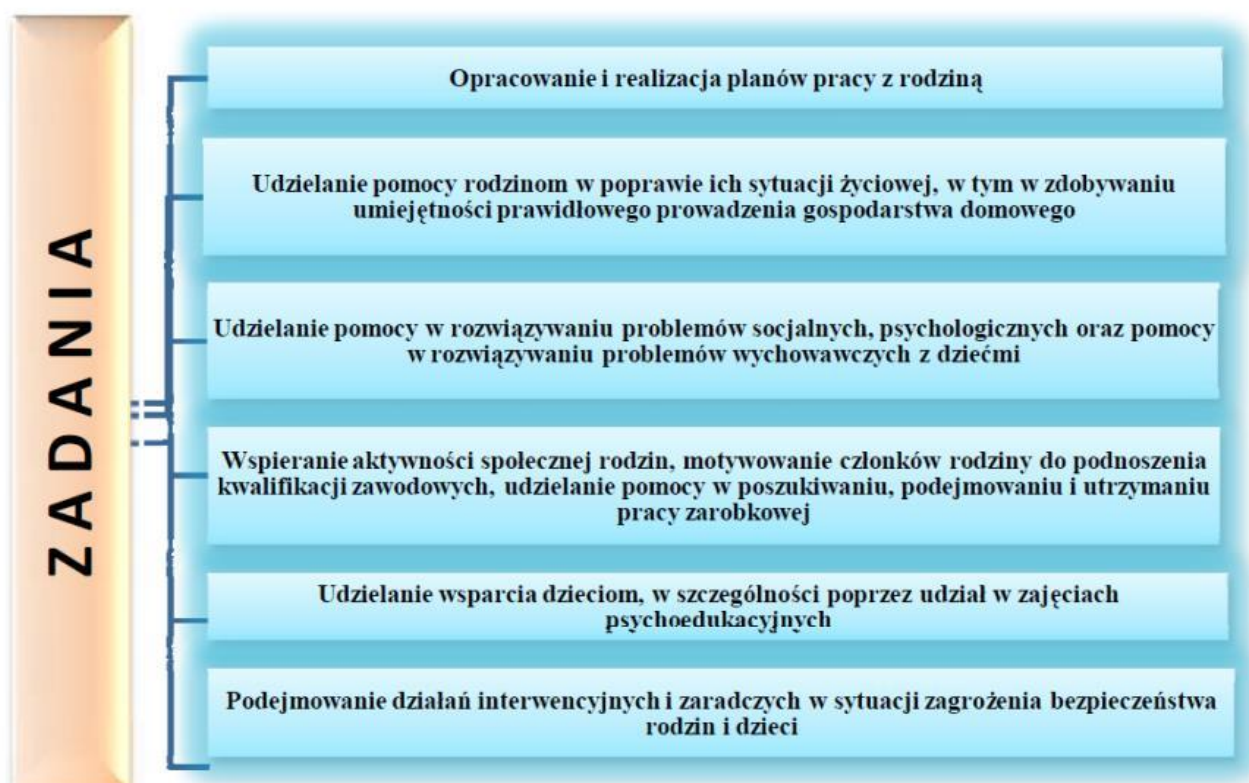 ZADANIA
Opracowanie i realizacja planów pracy z rodziną
Udzielanie pomocy rodzinom w poprawie ich sytuacji życiowej, w tym w zdobywaniu
umiejętności prawidłowego prowadzenia gospodarstwa domowego
Udzielanie pomocy w rozwiązywaniu problemów socjalnych, psychologicznych oraz pomocy
w rozwiązywaniu problemów wychowawczych z dziećmi
Wspieranie aktywności społecznej rodzin, motywowanie członków rodziny do podnoszenia
kwalifikacji zawodowych, udzielanie pomocy w poszukiwaniu, podejmowaniu i utrzymaniu
pracy zarobkowej
Udzielanie wsparcia dzieciom, w szczególności poprzez udział w zajęciach
psychoedukacyjnych
Podejmowanie działań interwencyjnych i zaradczych w sytuacji zagrożenia bezpieczeństwa
rodzin i dzieci